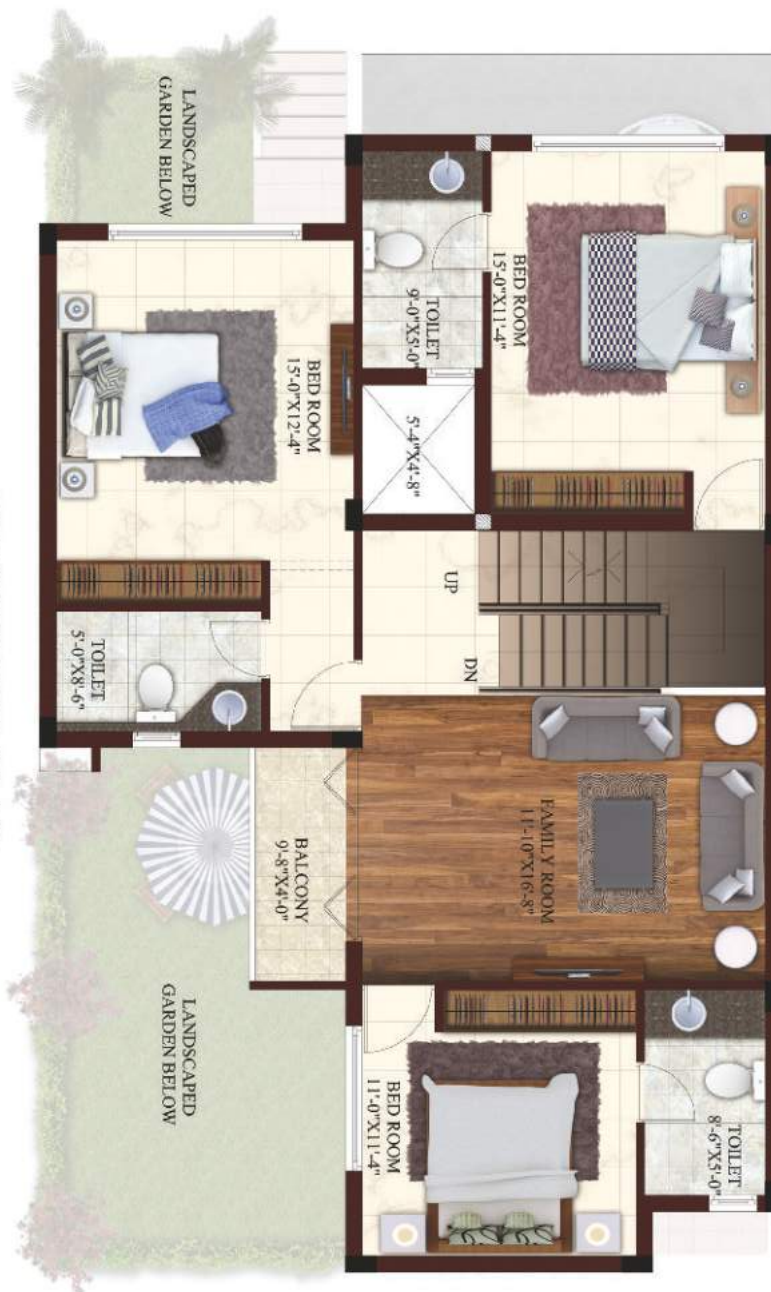 LANDSCAPED
GARDEN BELOW
BED ROOM
15'-0"X11'-4"
TOILET
9'-0"X5'-0"
BED ROOM
15'-0"X12'-4"
5'-4"X4'-8"
UP
DN
TOILET
5'-0"X8'-6"
FAMILY ROOM
11'-10"X16'-8"
BALCONY
9'-8"X4'-0"
LANDSCAPED
GARDEN BELOW
BED ROOM
11'-0"X11'-4"
TOILET
8'-6"X5'-0"